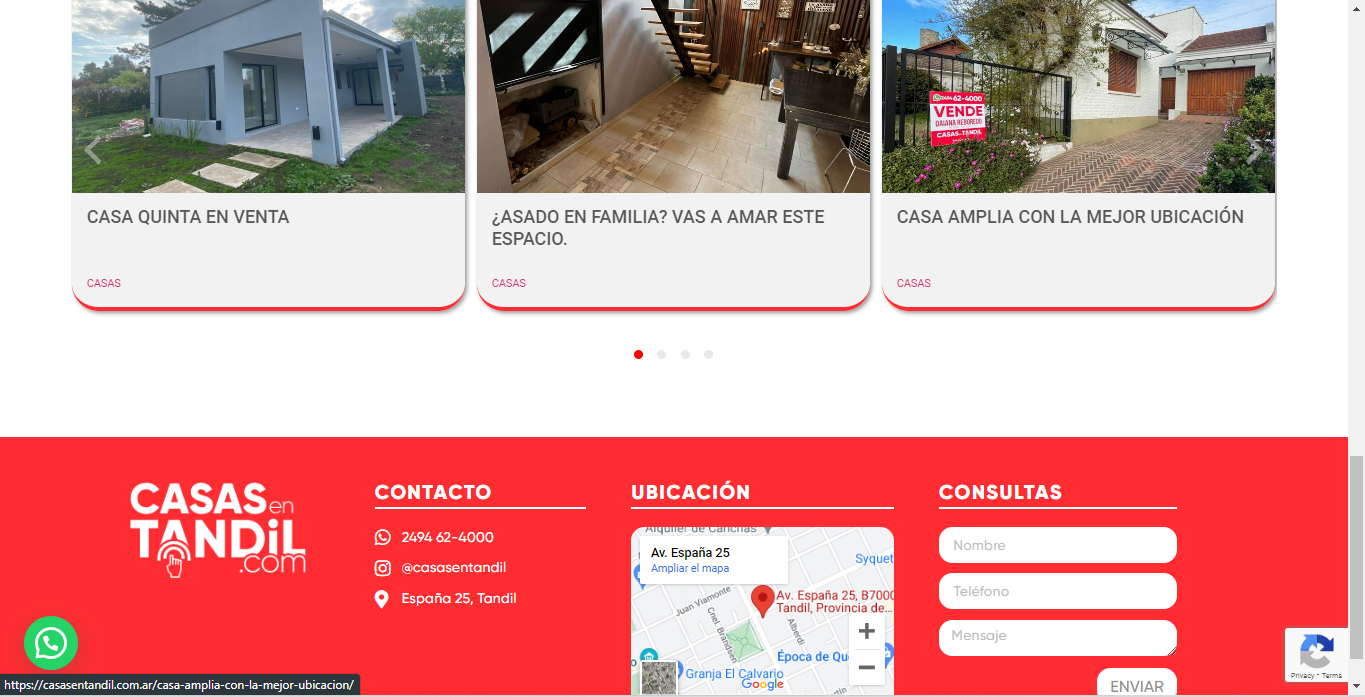 2494 62-4000
VENDE
DAIANA REBOREDO
CASAS en TANDIL
CASA QUINTA EN VENTA
¿ASADO EN FAMILIA? VAS A AMAR ESTE
ESPACIO.
CASA AMPLIA CON LA MEJOR UBICACIÓN
CASAS
CASAS
CASAS
CASAS en
TANDiL
.com
CONTACTO
2494 62-4000
@casasentandil
España 25, Tandil
UBICACIÓN
Alquiler de Canchas
Av. España 25
Ampliar el mapa
Syquet
Juan Viamonte
Av. España 25, B7000
Tandil, Provincia de...
Cnel. Brandsen
Alberdi
Época de Qu
Granja El Calvario
Google
CONSULTAS
Nombre
Teléfono
Mensaje
ENVIAR
Privacy - Terms
https://casasentandil.com.ar/casa-amplia-con-la-mejor-ubicacion/